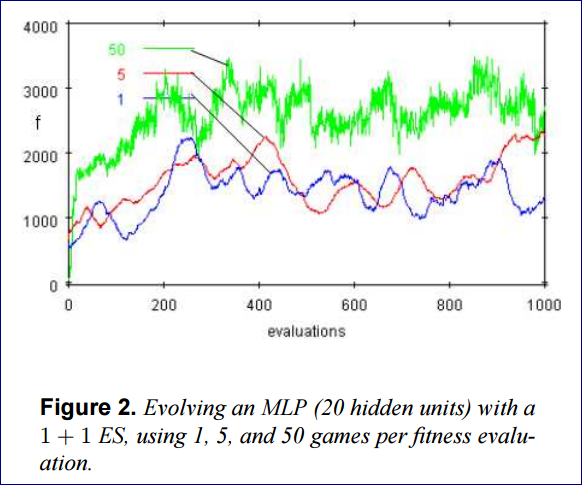 4000
50
3000
5
1
f
2000
1000
0
0 200 400 600 800 1000
evaluations
Figure 2. Evolving an MLP (20 hidden units) with a
1 + 1 ES, using 1, 5, and 50 games per fitness evalu-
ation.